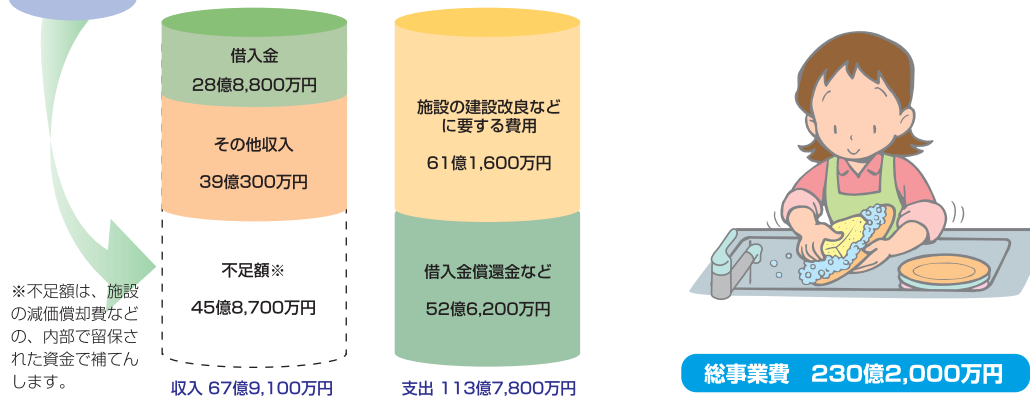 借入金
28億8,800万円
その他収入
39億300万円
不足額※
45億8,700万円
収入 67億9,100万円
※不足額は、施設
の減価償却費など
の、内部で留保さ
れた資金で補てん
します。
施設の建設改良など
に要する費用
61億1,600万円
借入金償還金など
52億6,200万円
支出 113億7,800万円
総事業費 230億2,000万円